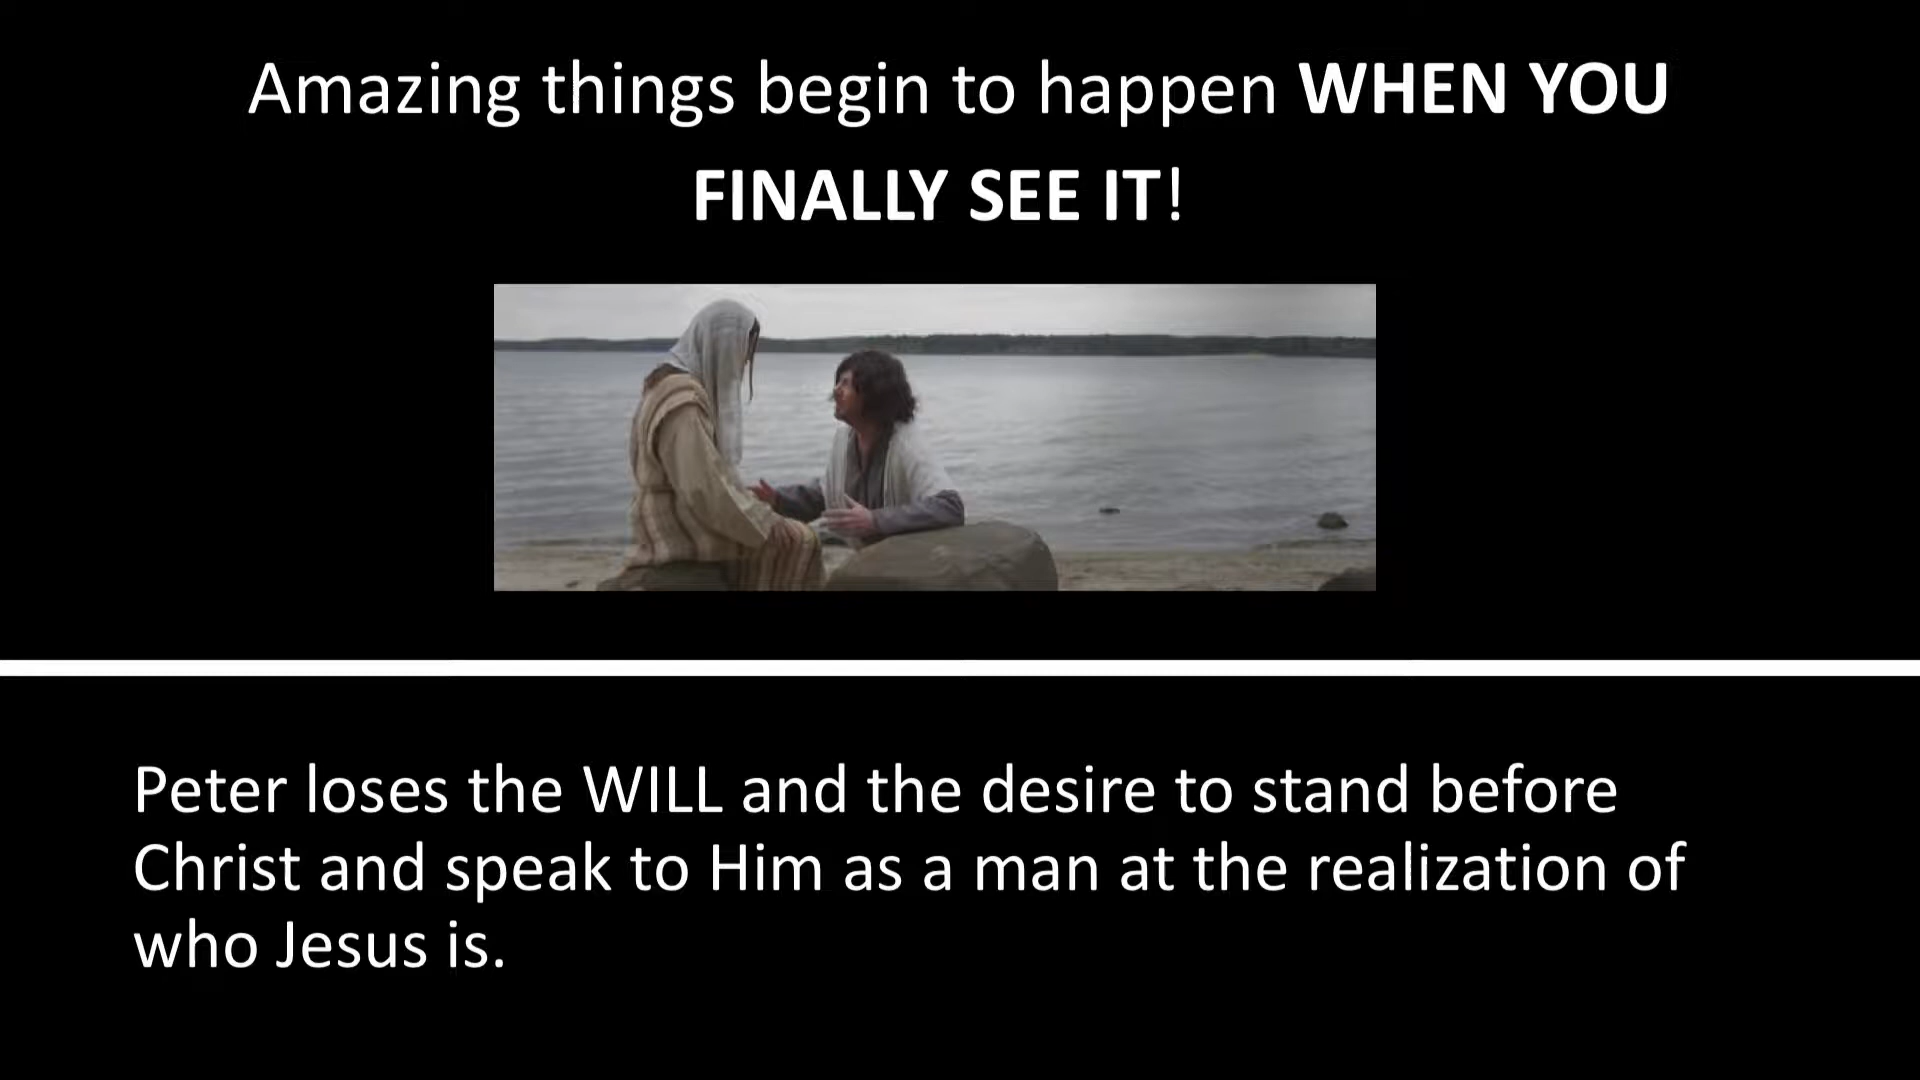 Amazing things begin to happen WHEN YOU
FINALLY SEE IT!
Peter loses the WILL and the desire to stand before
Christ and speak to Him as a man at the realization of
who Jesus is.